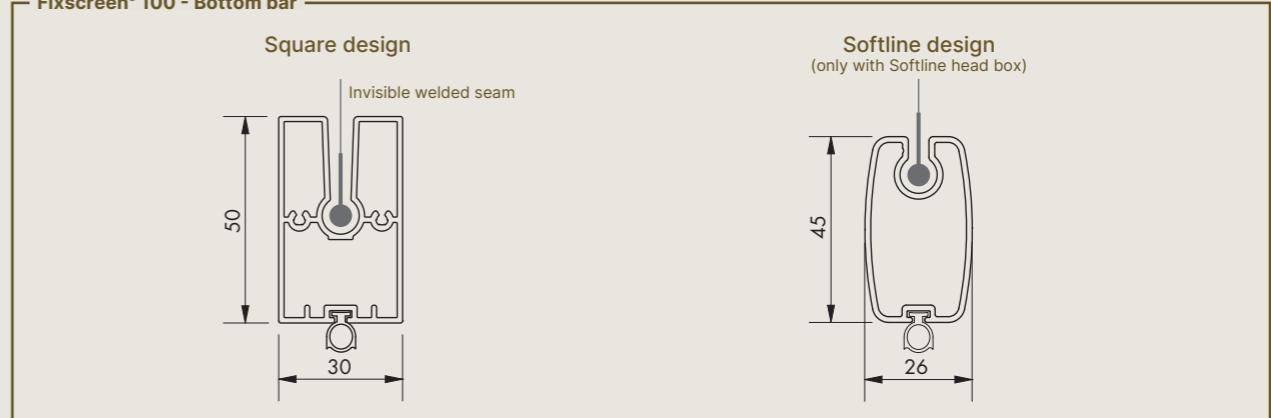 Fixscreen® 100 - Bottom bar
Square design
Invisible welded seam
50
30
Softline design
(only with Softline head box)
45
26